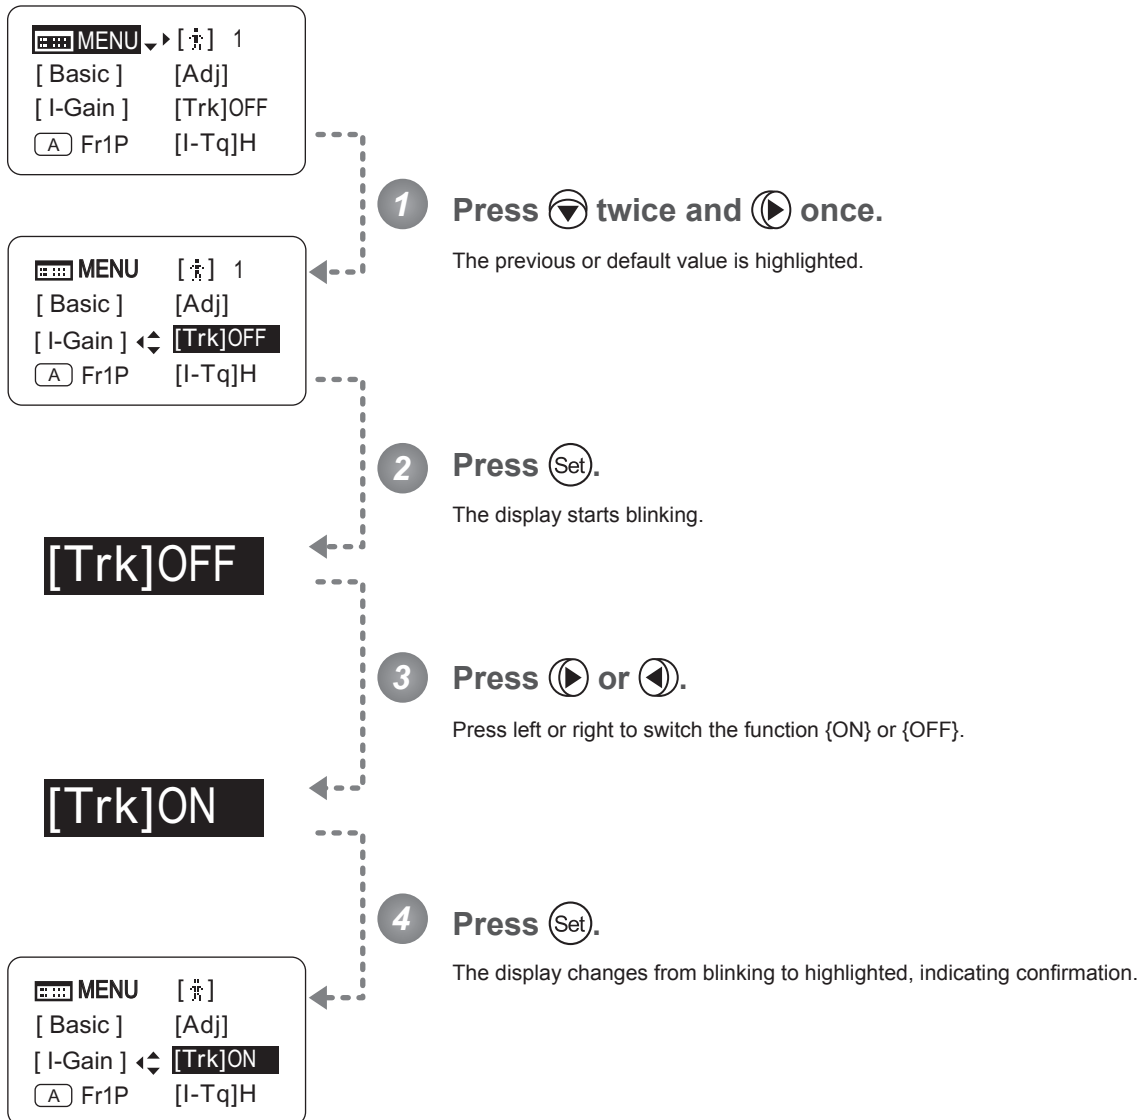 MENU [ ] 1
[ Basic ] [Adj]
[ I-Gain ] [Trk]OFF
A Fr1P [I-Tq]H
1 Press twice and once.
The previous or default value is highlighted.
MENU [ ] 1
[ Basic ] [Adj]
[ I-Gain ] [Trk]OFF
A Fr1P [I-Tq]H
2 Press Set.
The display starts blinking.
[Trk]OFF
3 Press or .
Press left or right to switch the function {ON} or {OFF}.
[Trk]ON
4 Press Set.
The display changes from blinking to highlighted, indicating confirmation.
MENU [ ]
[ Basic ] [Adj]
[ I-Gain ] [Trk]ON
A Fr1P [I-Tq]H